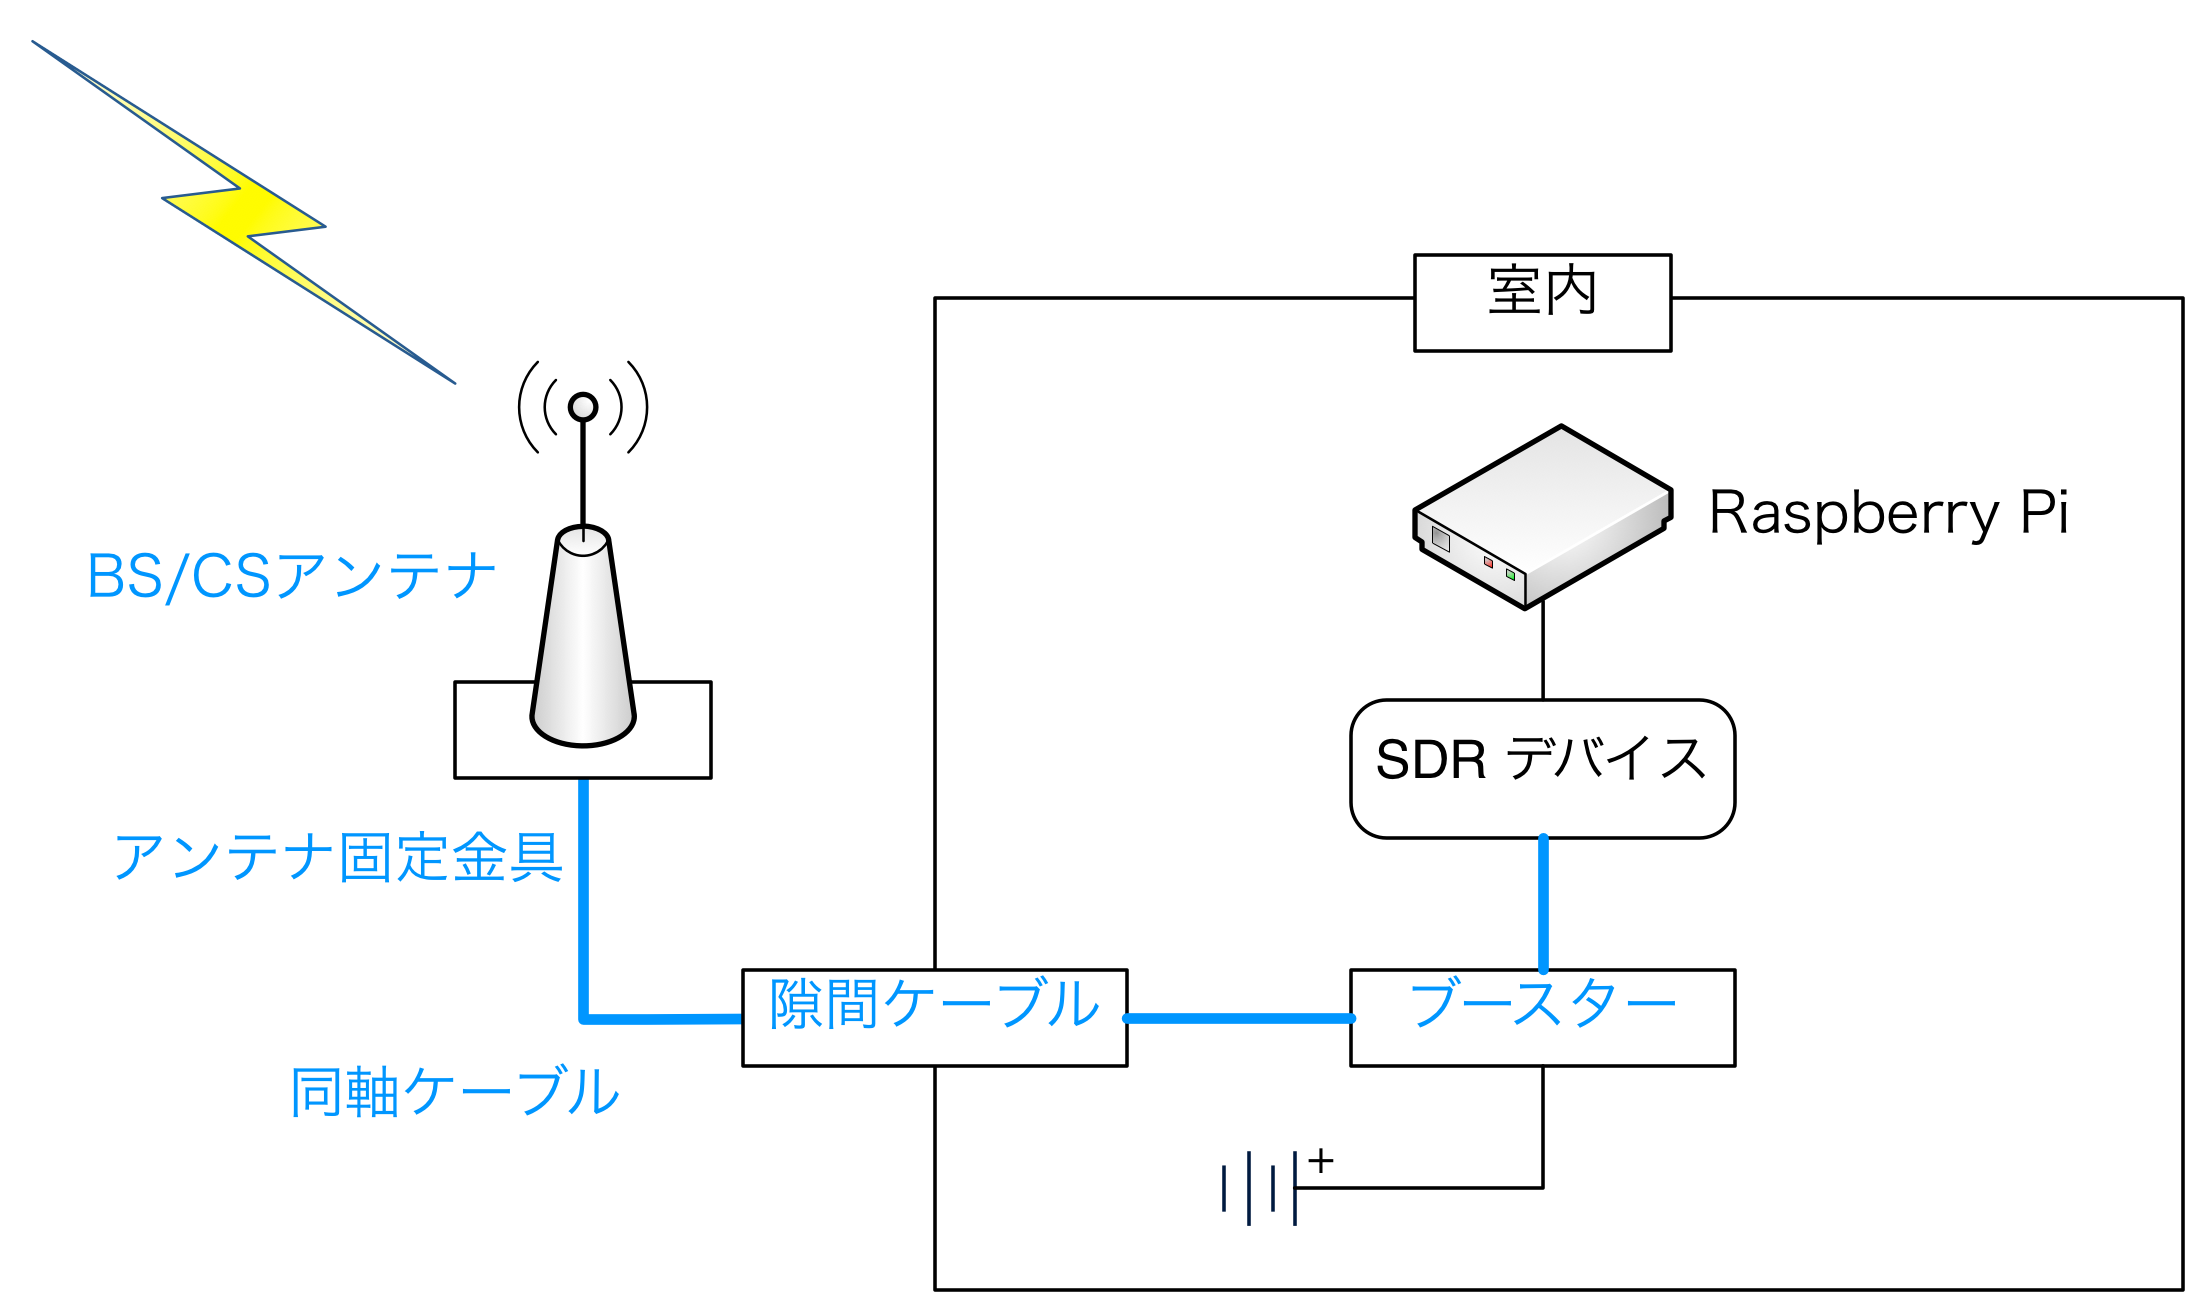 室内
Raspberry Pi
BS/CSアンテナ
SDR デバイス
アンテナ固定金具
隙間ケーブル
ブースター
同軸ケーブル
+